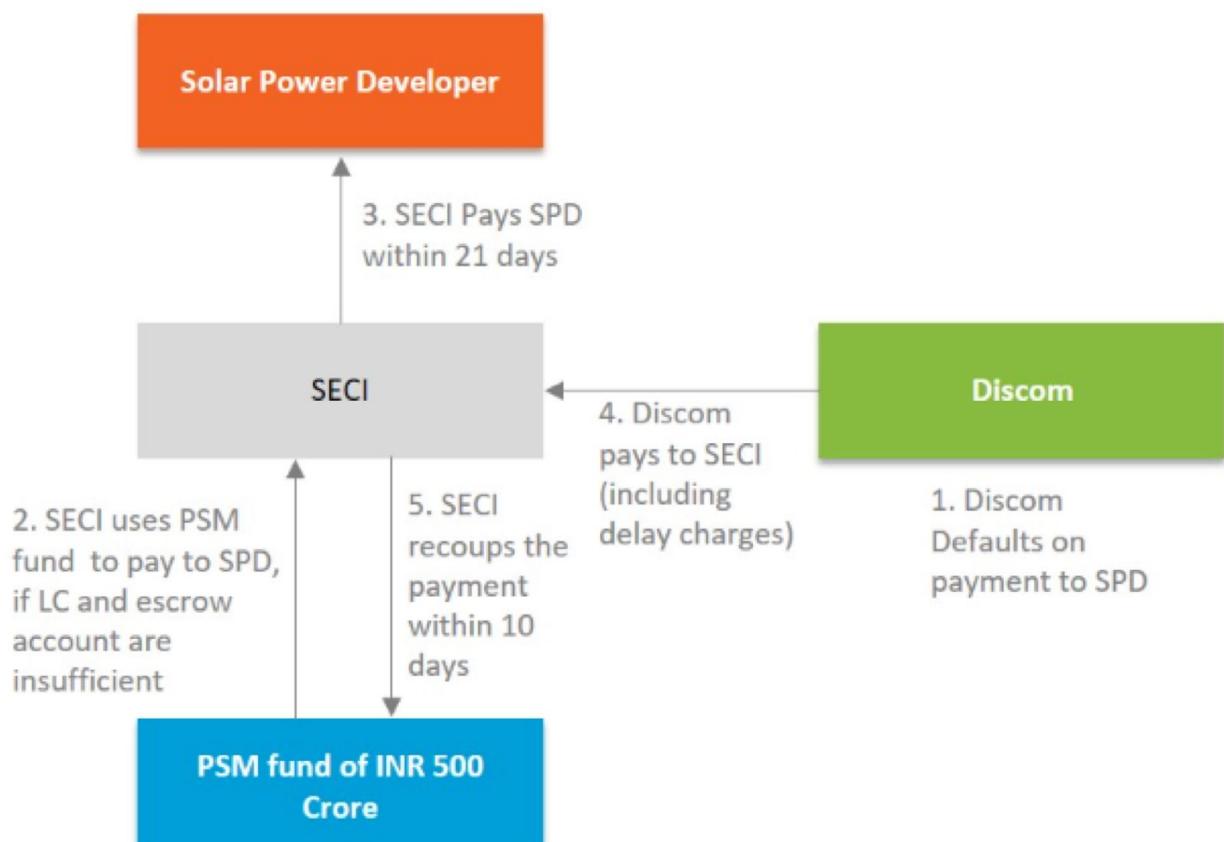 Solar Power Developer
3. SECI Pays SPD
within 21 days
SECI
Discom
4. Discom
pays to SECI
(including
delay charges)
1. Discom
Defaults on
payment to SPD
2. SECI uses PSM
fund to pay to SPD,
if LC and escrow
account are
insufficient
5. SECI
recoups the
payment
within 10
days
PSM fund of INR 500
Crore